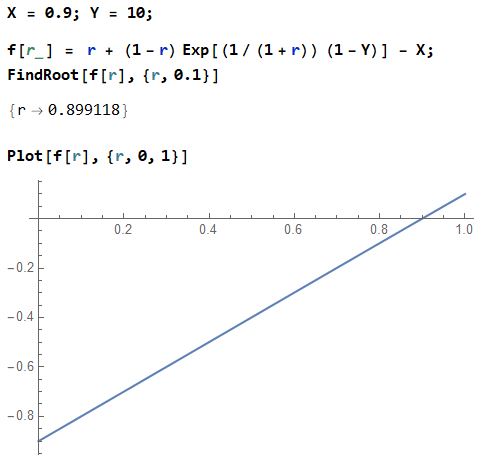 X = 0.9; Y = 10;
f[r_] = r + (1 - r) Exp[(1 / (1 + r)) (1 - Y)] - X;
FindRoot[f[r], {r, 0.1}]
{r → 0.899118}
Plot[f[r], {r, 0, 1}]
0.2 0.4 0.6 0.8 1.0
-0.2
-0.4
-0.6
-0.8